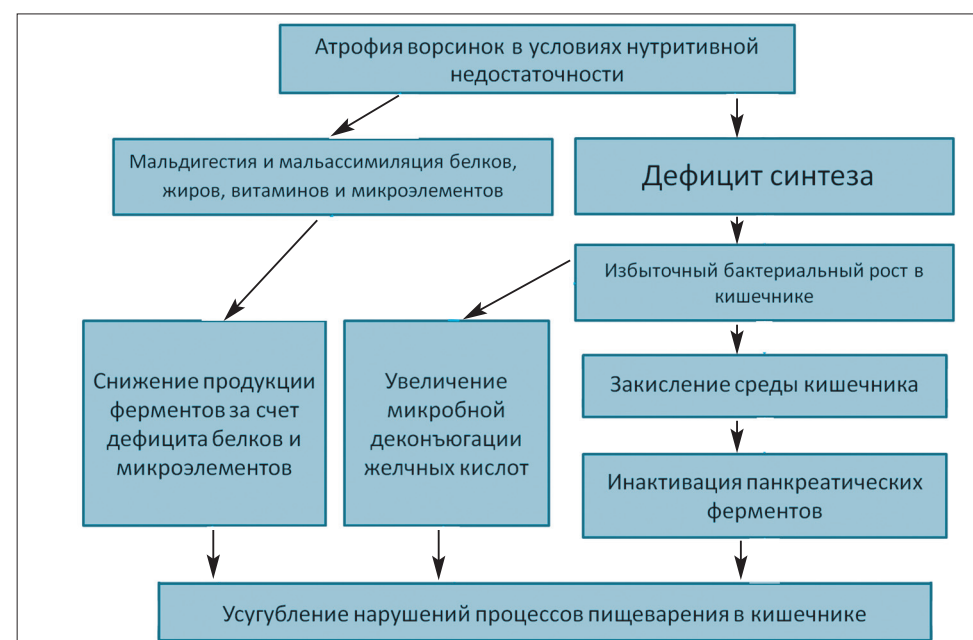 Атрофия ворсинок в условиях нутритивной
недостаточности
Мальдигестия и мальассимиляция белков,
жиров, витаминов и микроэлементов
Дефицит синтеза
Избыточный бактериальный рост в
кишечнике
Снижение продукции
ферментов за счет
дефицита белков и
микроэлементов
Увеличение
микробной
деконъюгации
желчных кислот
Закисление среды кишечника
Инактивация панкреатических
ферментов
Усугубление нарушений процессов пищеварения в кишечнике